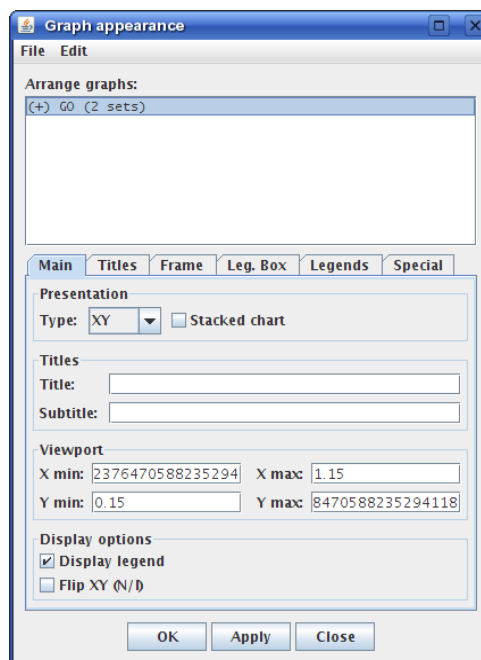 Graph appearance
File Edit
Arrange graphs:
(+) GO (2 sets)
Main Titles Frame Leg. Box Legends Special
Presentation
Type: XY Stacked chart
Titles
Title:
Subtitle:
Viewport
X min: 2376470588235294 X max: 1.15
Y min: 0.15 Y max: 8470588235294118
Display options
Display legend
Flip XY (N/I)
OK Apply Close